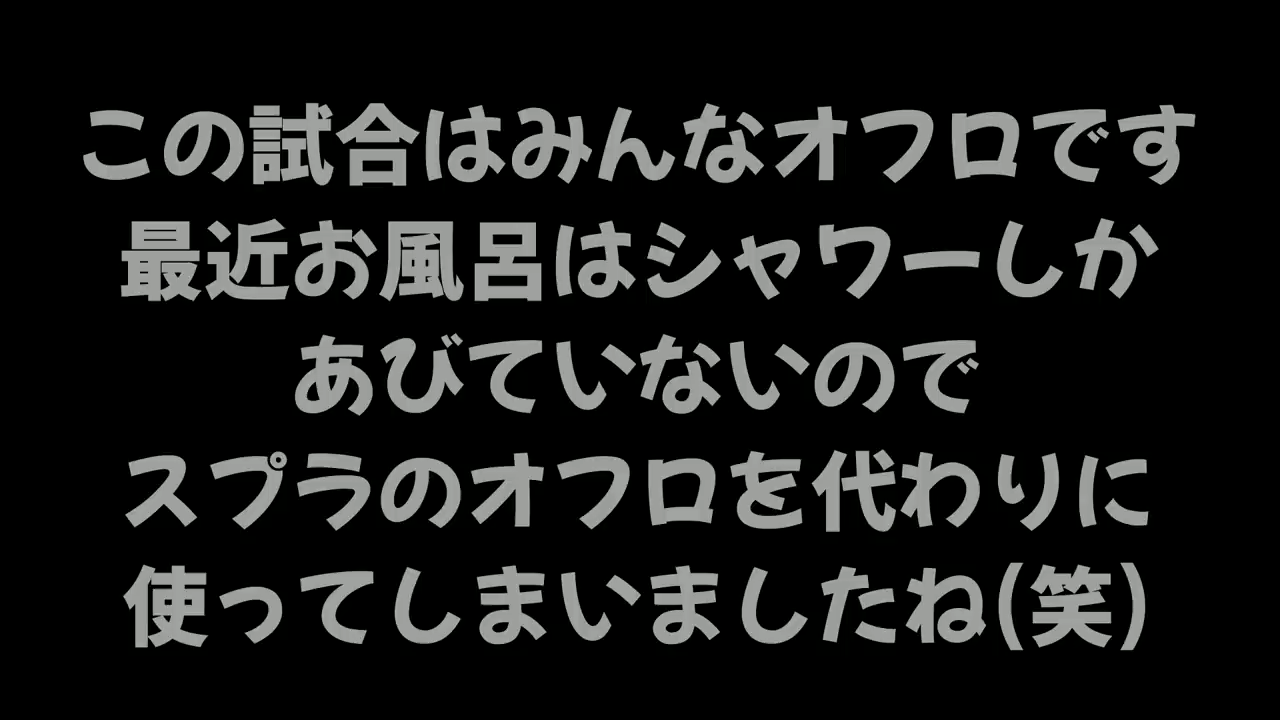 この試合はみんなオフロです
最近お風呂はシャワーしか
あびていないので
スプラのオフロを代わりに
使ってしまいましたね(笑)